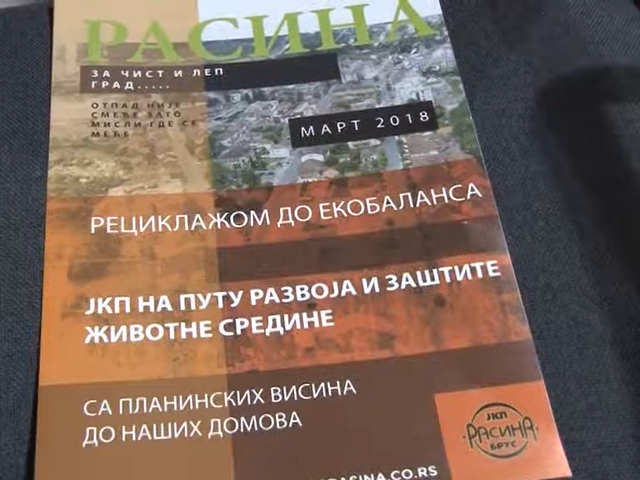 РАСИНА
ЗА ЧИСТ И ЛЕП
ГРАД.....
ОТПАД НИЈЕ
СМЕЋЕ ЗАТО
МИСЛИ ГДЕ СЕ
МЕЋЕ
МАРТ 2018
РЕЦИКЛАЖОМ ДО ЕКОБАЛАНСА
ЈКП НА ПУТУ РАЗВОЈА И ЗАШТИТЕ
ЖИВОТНЕ СРЕДИНЕ
СА ПЛАНИНСКИХ ВИСИНА
ДО НАШИХ ДОМОВА
ЈКП
РАСИНА
БРУС